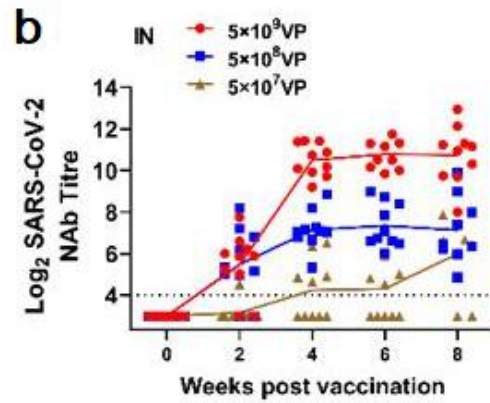 b
IN
5×10⁹VP
5×10⁸VP
5×10⁷VP
Log₂ SARS-CoV-2
NAb Titre
14
12
10
8
6
4
0 2 4 6 8
Weeks post vaccination